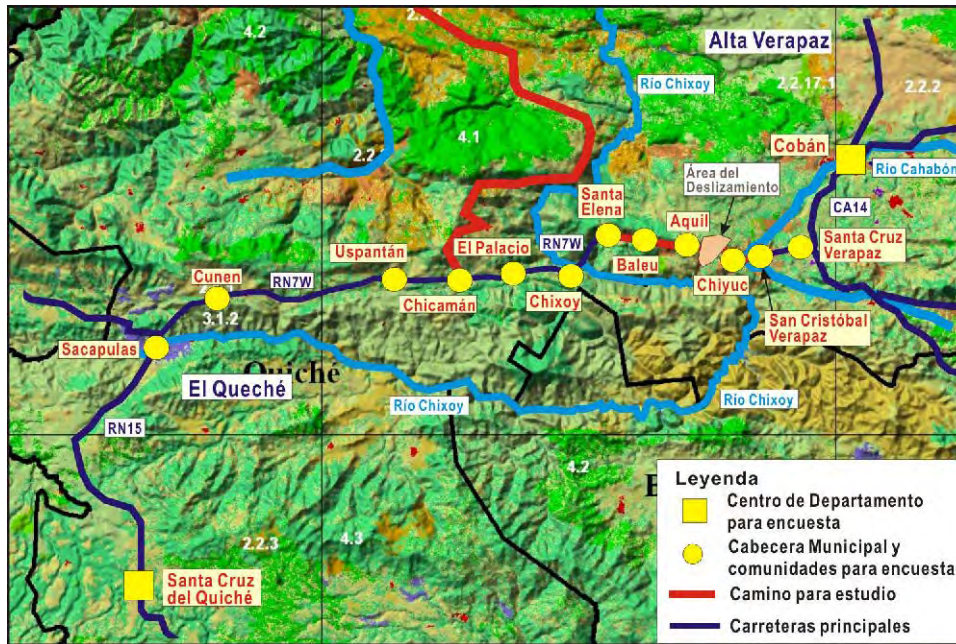 4.2
2.2.3
Alta Verapaz
Río Chixoy
2.2.17.1
2.2.2
4.1
2.2
Cobán
Río Cahabón
Área del
Deslizamiento
CA14
Santa
Elena
Aquil
Uspantán
El Palacio
RN7W
Santa Cruz
Verapaz
Cunen
RN7W
Baleu
Chiyuc
Chicamán
Chixoy
3.1.2
San Cristóbal
Verapaz
Sacapulas
Quiché
El Queché
Río Chixoy
Río Chixoy
RN15
4.2
2.2.3
4.3
Santa Cruz
del Quiché
Leyenda
Centro de Departamento
para encuesta
Cabecera Municipal y
comunidades para encuesta
Camino para estudio
Carreteras principales